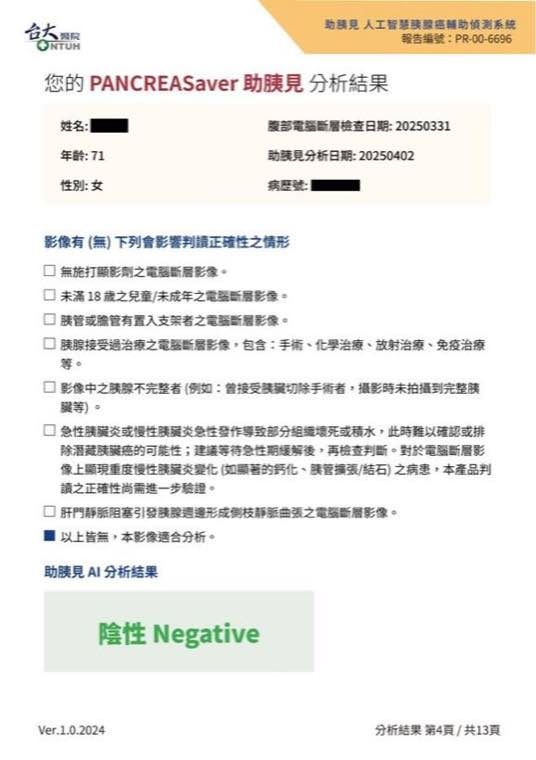 台大醫院
NTUH
助胰見 人工智慧胰腺癌輔助偵測系統
報告編號：PR-00-6696
您的 PANCREASaver 助胰見 分析結果
姓名:
腹部電腦斷層檢查日期: 20250331
年齡: 71
助胰見分析日期: 20250402
性別: 女
病歷號:
影像有 (無) 下列會影響判讀正確性之情形
無施打顯影劑之電腦斷層影像。
未滿 18 歲之兒童/未成年之電腦斷層影像。
胰管或膽管有置入支架者之電腦斷層影像。
胰腺接受過治療之電腦斷層影像，包含：手術、化學治療、放射治療、免疫治療
等。
影像中之胰腺不完整者 (例如：曾接受胰臟切除手術者，攝影時未拍攝到完整胰
臟等) 。
急性胰臟炎或慢性胰臟炎急性發作導致部分組織壞死或積水，此時難以確認或排
除潛藏胰臟癌的可能性；建議等待急性期緩解後，再檢查判斷。對於電腦斷層影
像上顯現重度慢性胰臟炎變化 (如顯著的鈣化、胰管擴張/結石) 之病患，本產品判
讀之正確性尚需進一步驗證。
肝門靜脈阻塞引發胰腺週邊形成側枝靜脈曲張之電腦斷層影像。
以上皆無，本影像適合分析。
助胰見 AI 分析結果
陰性 Negative
Ver.1.0.2024
分析結果 第4頁 / 共13頁